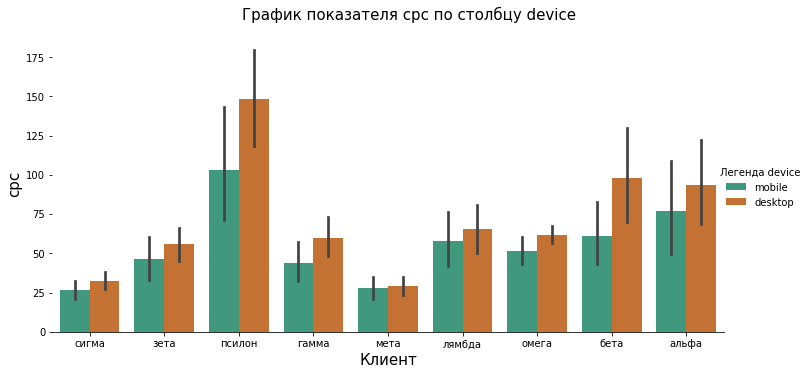 График показателя cpc по столбцу device
175
150
125
100
75
50
25
0
cpc
сигма зета псилон гамма мета лямбда омега бета альфа
Клиент
Легенда device
mobile
desktop